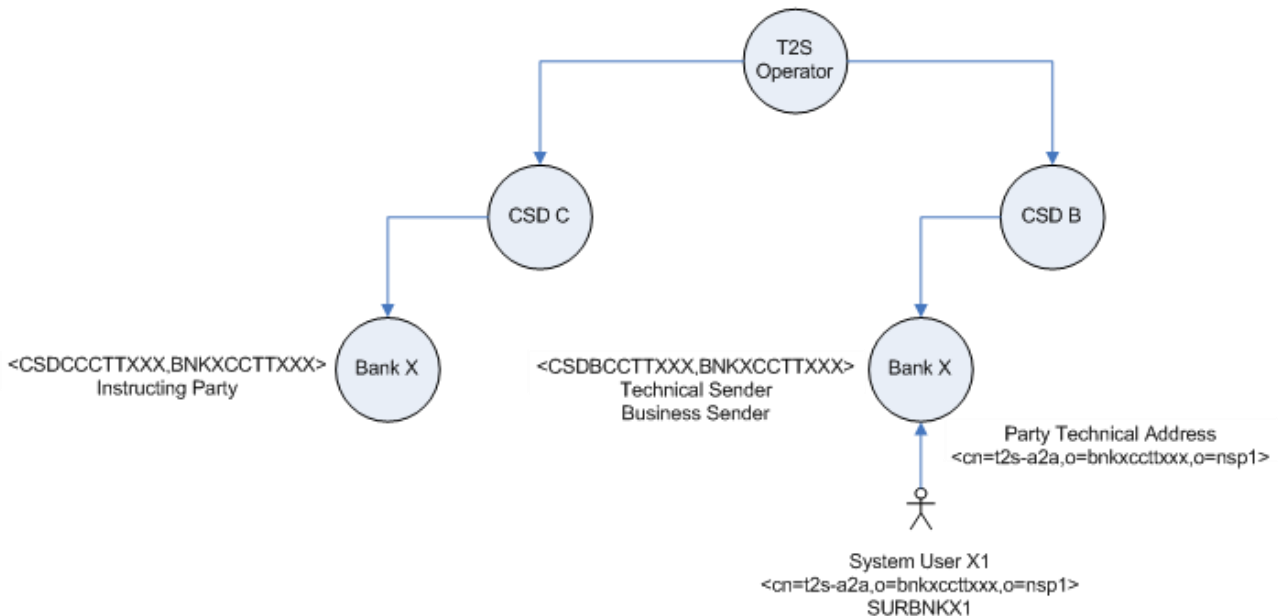 T2S
Operator
CSD C
CSD B
<CSDCCCTTXXX,BNKXCCTTXXX>
Instructing Party
Bank X
<CSDBCCTTXXX,BNKXCCTTXXX>
Technical Sender
Business Sender
Bank X
Party Technical Address
<cn=t2s-a2a,o=bnkxccttxxx,o=nsp1>
System User X1
<cn=t2s-a2a,o=bnkxccttxxx,o=nsp1>
SURBNKX1